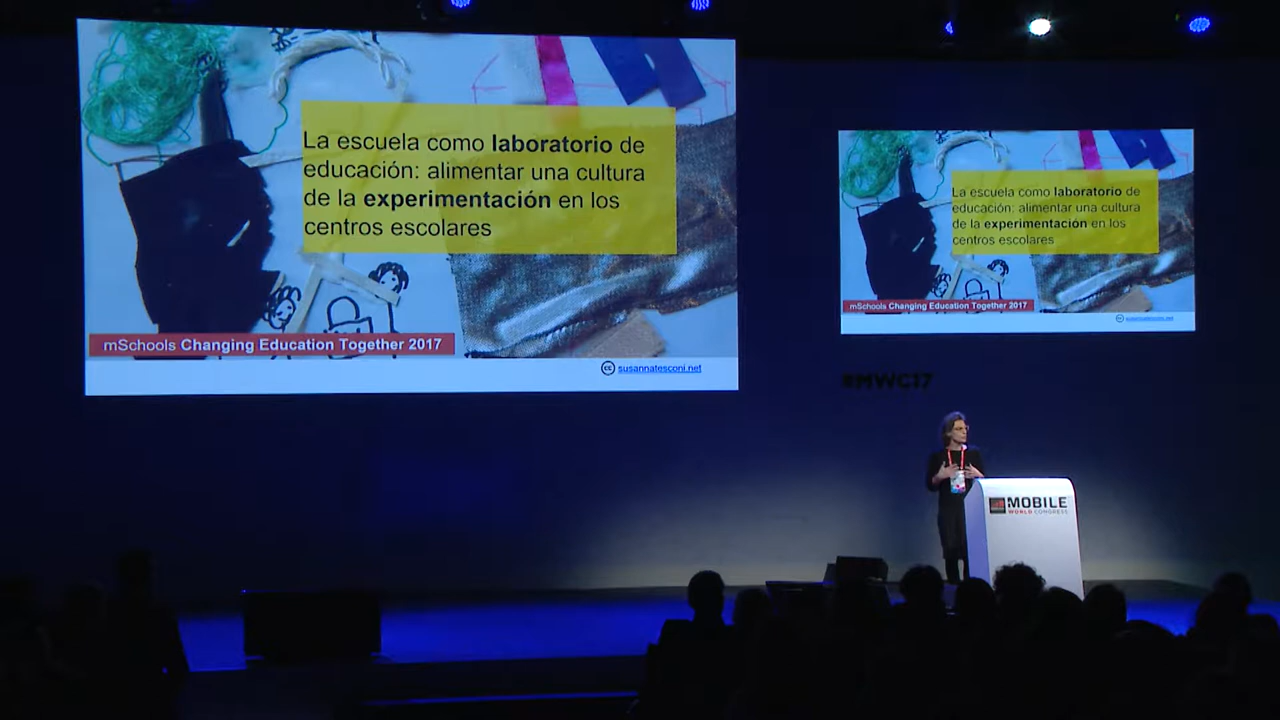 La escuela como laboratorio de
educación: alimentar una cultura
de la experimentación en los
centros escolares
mSchools Changing Education Together 2017
cc susannatesconi.net
La escuela como laboratorio de
educación: alimentar una cultura
de la experimentación en los
centros escolares
mSchools Changing Education Together 2017
susannatesconi.net
#MWC17
MOBILE
WORLD CONGRESS